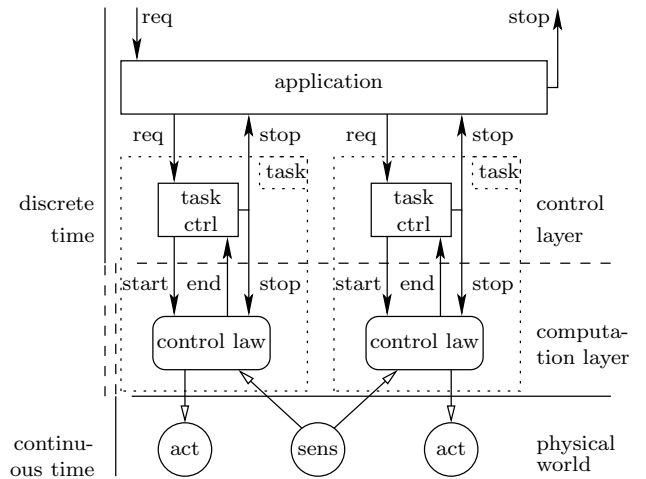 req
stop
application
req
stop
req
stop
task
task
task
ctrl
task
ctrl
discrete
time
control
layer
start
end
stop
start
end
stop
control law
control law
computa-
tion layer
continu-
ous time
act
sens
act
physical
world